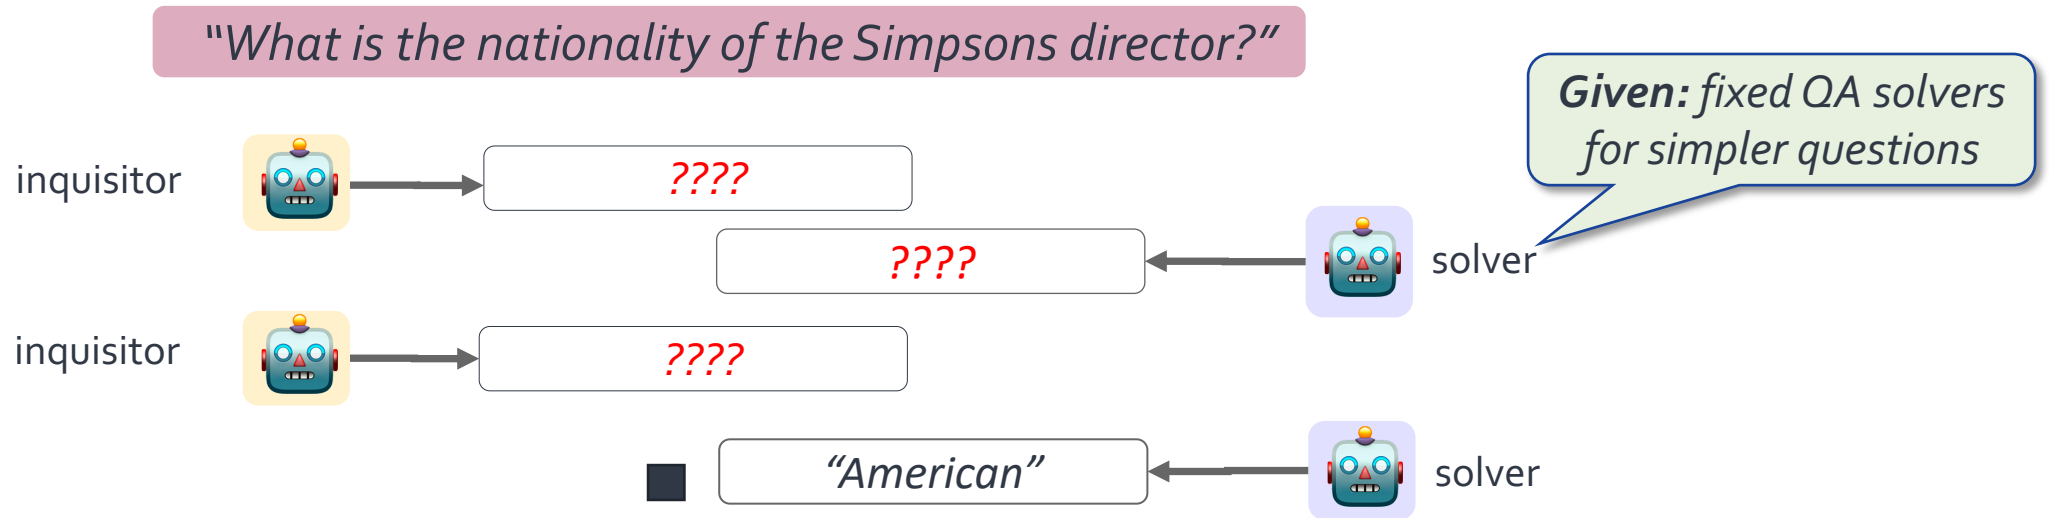 “What is the nationality of the Simpsons director?”
Given: fixed QA solvers
for simpler questions
inquisitor
????
????
solver
inquisitor
????
“American”
solver